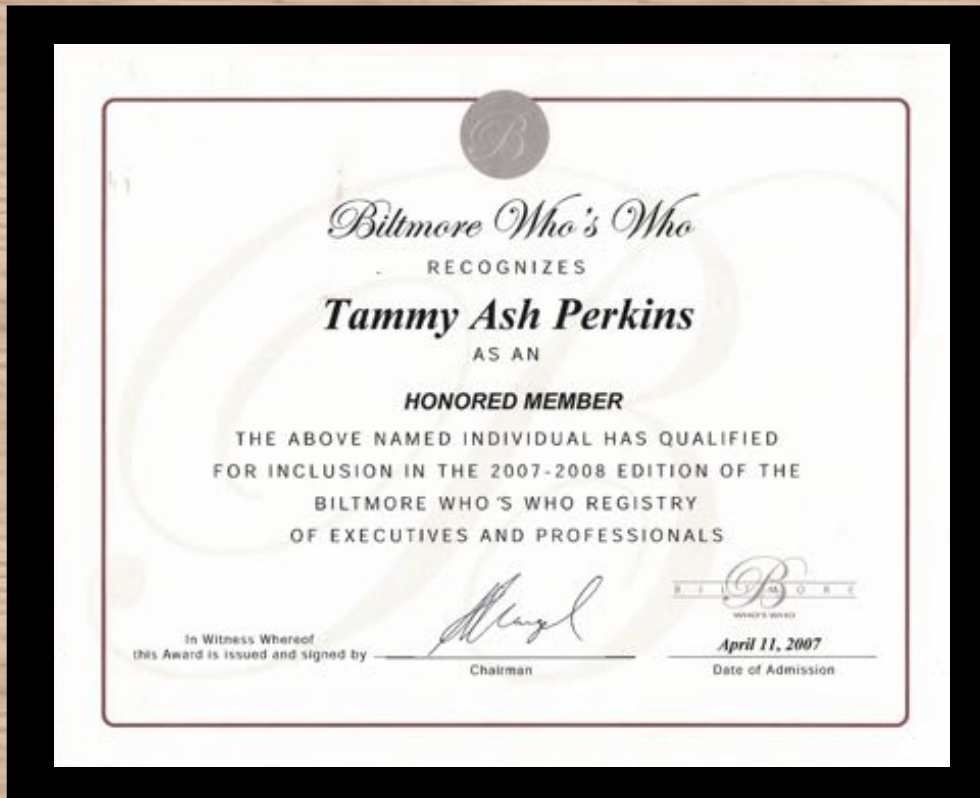 B
Biltmore Who's Who
RECOGNIZES
Tammy Ash Perkins
AS AN
HONORED MEMBER
THE ABOVE NAMED INDIVIDUAL HAS QUALIFIED
FOR INCLUSION IN THE 2007-2008 EDITION OF THE
BILTMORE WHO'S WHO REGISTRY
OF EXECUTIVES AND PROFESSIONALS
B
BILTMORE
WHO'S WHO
In Witness Whereof
this Award is issued and signed by
Chairman
April 11, 2007
Date of Admission